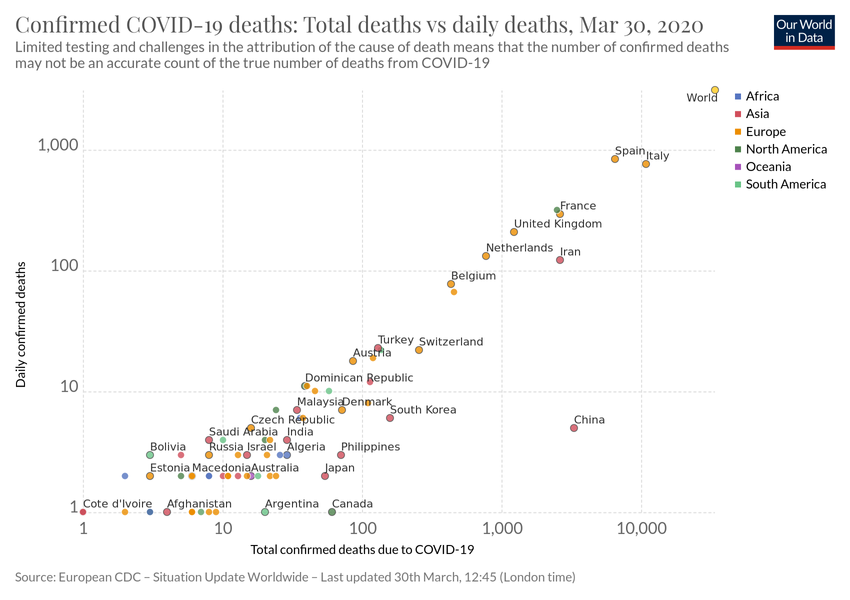 Confirmed COVID-19 deaths: Total deaths vs daily deaths, Mar 30, 2020
Our World
in Data
Limited testing and challenges in the attribution of the cause of death means that the number of confirmed deaths
may not be an accurate count of the true number of deaths from COVID-19
World
Africa
Asia
Europe
North America
Oceania
South America
1,000
Spain
Italy
France
United Kingdom
Netherlands
Iran
100
Belgium
Daily confirmed deaths
Turkey
Switzerland
Austria
Dominican Republic
10
Malaysia
Denmark
South Korea
Czech Republic
China
Saudi Arabia
India
Bolivia
Russia
Israel
Algeria
Philippines
Estonia
Macedonia
Australia
Japan
1
Cote d'Ivoire
Afghanistan
Argentina
Canada
1
10
100
1,000
10,000
Total confirmed deaths due to COVID-19
Source: European CDC – Situation Update Worldwide – Last updated 30th March, 12:45 (London time)